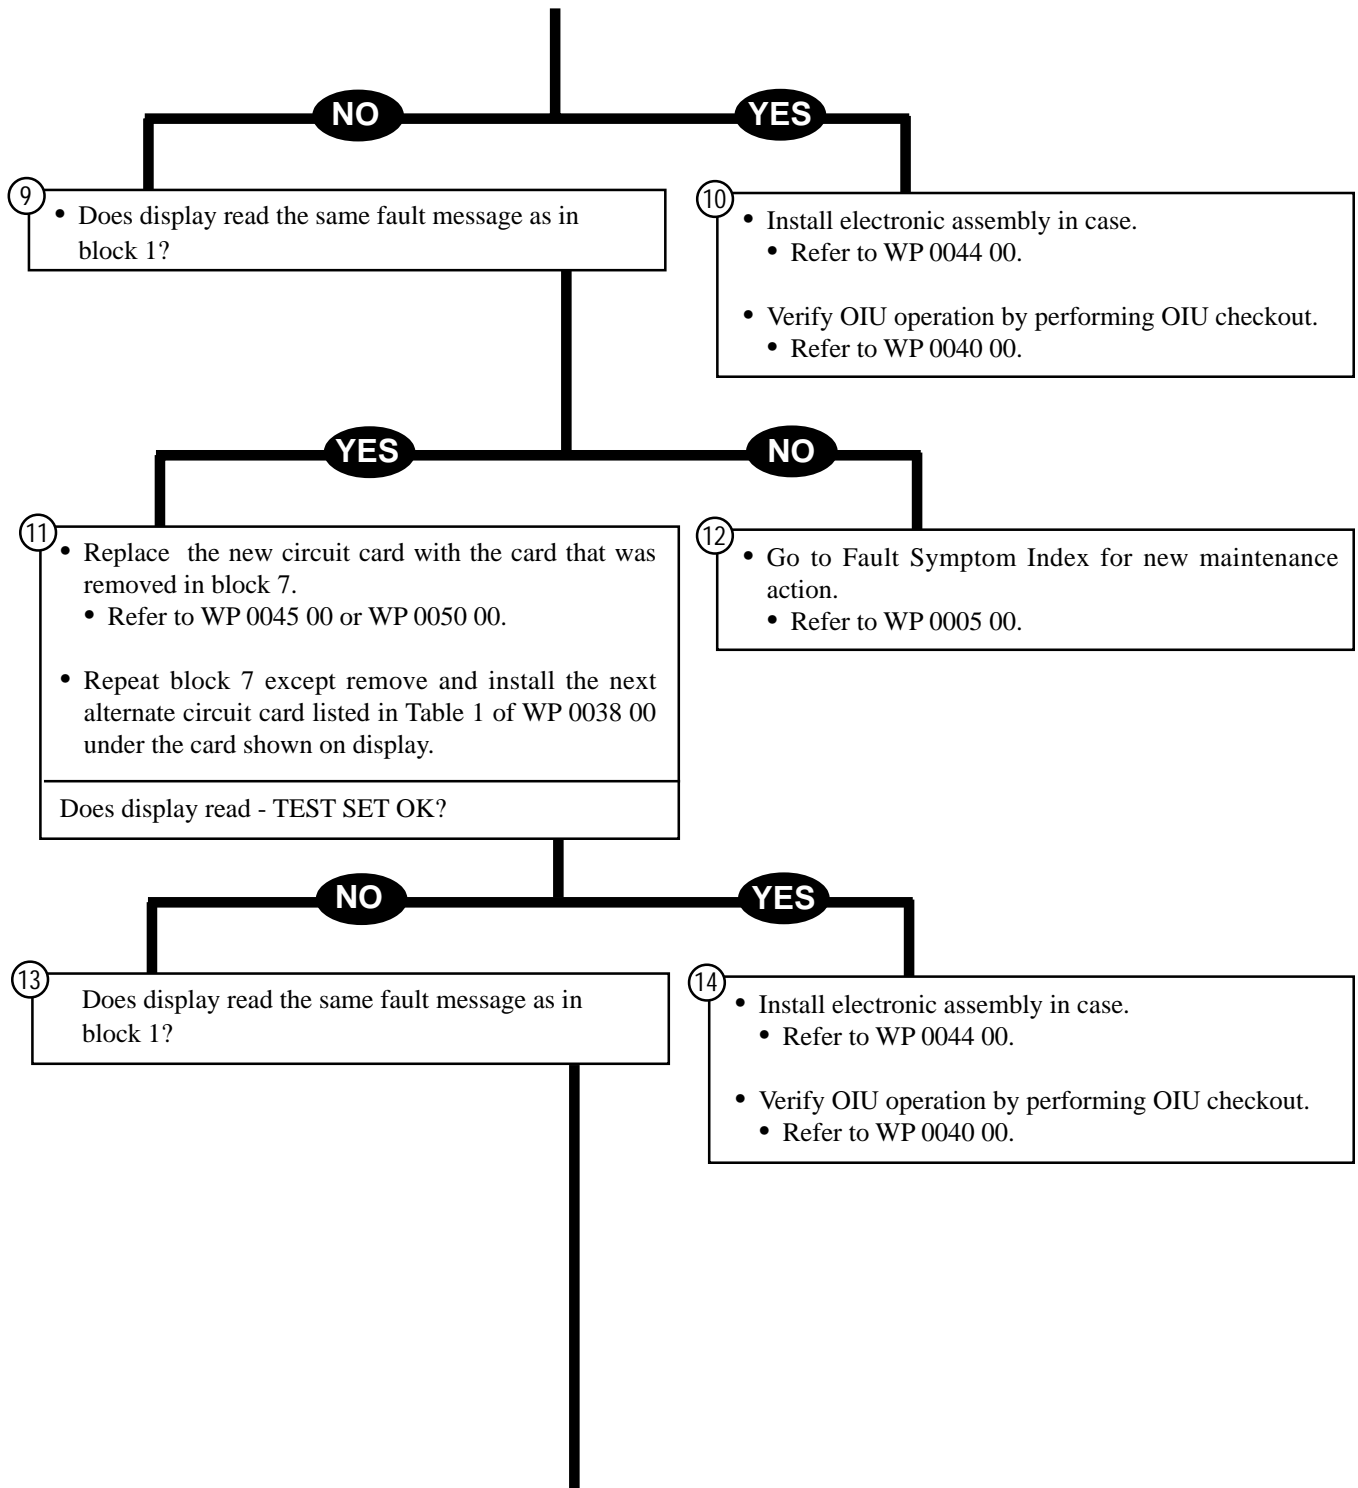 NO
YES
9
• Does display read the same fault message as in
block 1?
10
• Install electronic assembly in case.
• Refer to WP 0044 00.
• Verify OIU operation by performing OIU checkout.
• Refer to WP 0040 00.
YES
NO
11
• Replace the new circuit card with the card that was
removed in block 7.
• Refer to WP 0045 00 or WP 0050 00.
• Repeat block 7 except remove and install the next
alternate circuit card listed in Table 1 of WP 0038 00
under the card shown on display.
Does display read - TEST SET OK?
12
• Go to Fault Symptom Index for new maintenance
action.
• Refer to WP 0005 00.
NO
YES
13
Does display read the same fault message as in
block 1?
14
• Install electronic assembly in case.
• Refer to WP 0044 00.
• Verify OIU operation by performing OIU checkout.
• Refer to WP 0040 00.